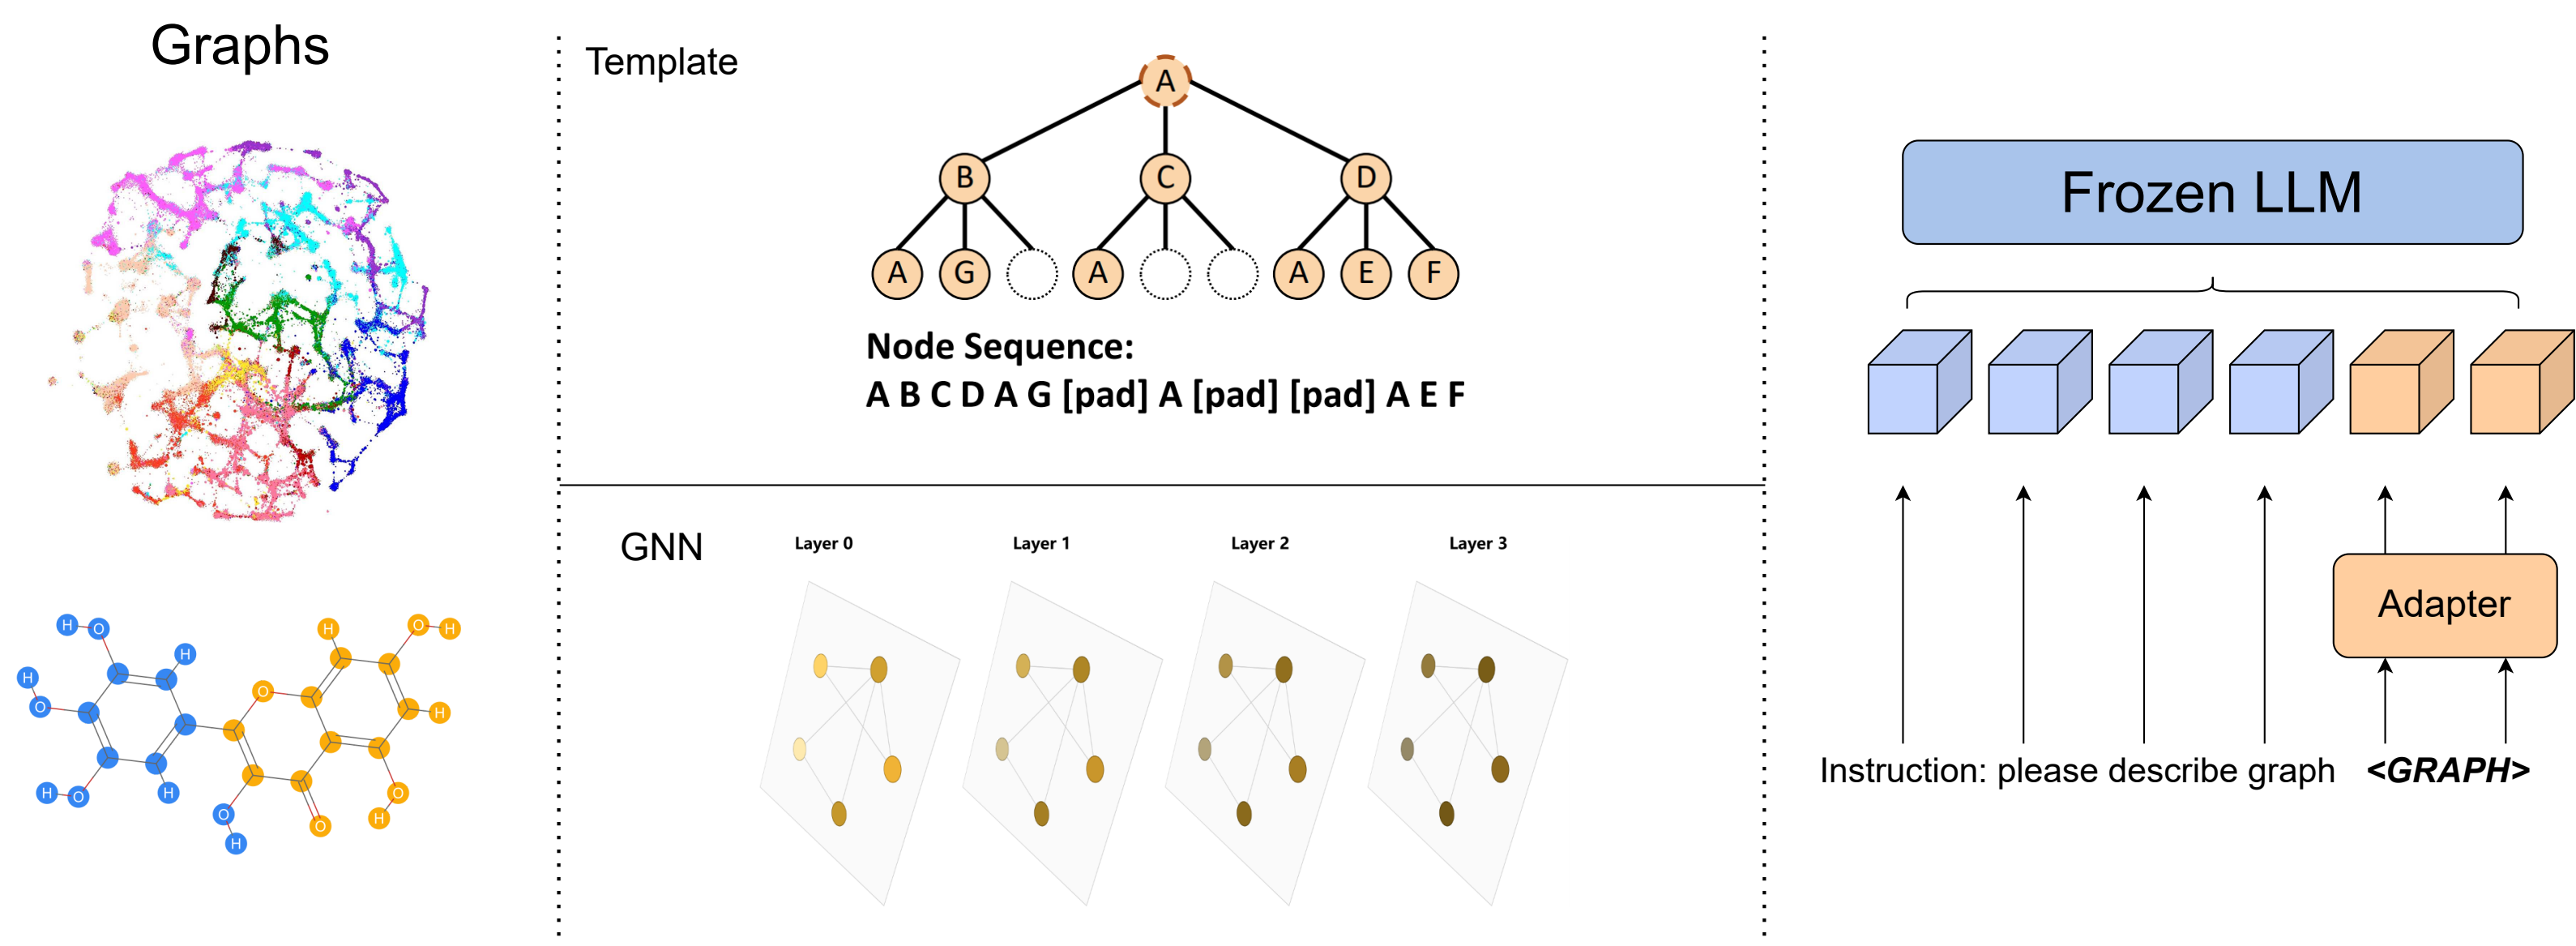 Graphs
H O
H
H
O
H O
H
O
H
O
H
O H
H
O
O
H
Template
A
B C D
A G A A E F
Node Sequence:
A B C D A G [pad] A [pad] [pad] A E F
GNN
Layer 0 Layer 1 Layer 2 Layer 3
Frozen LLM
Adapter
Instruction: please describe graph <GRAPH>